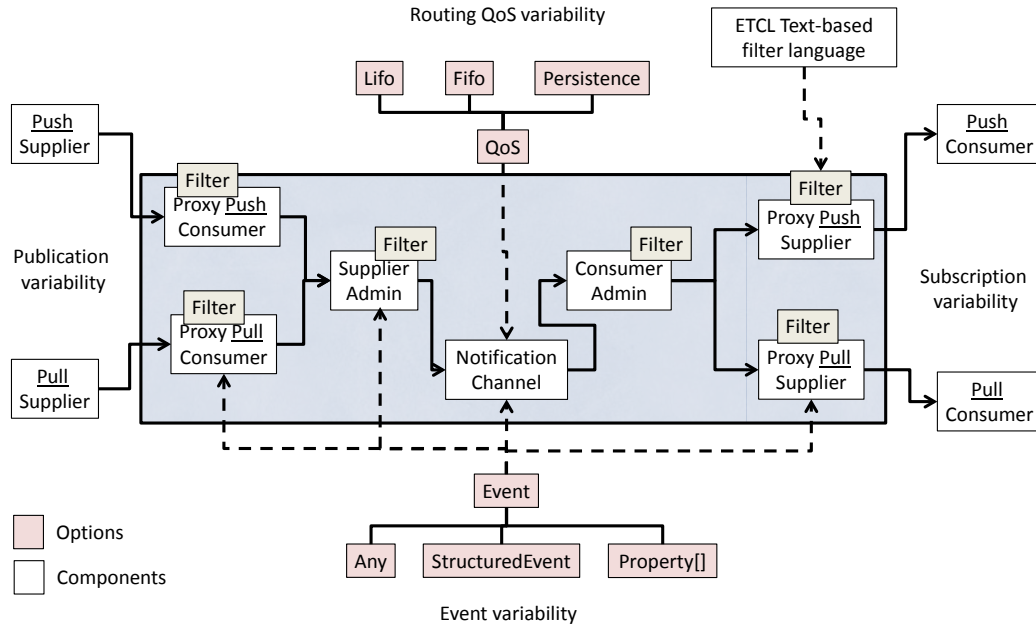 Routing QoS variability
ETCL Text-based
filter language
Lifo
Fifo
Persistence
QoS
Push
Supplier
Push
Consumer
Filter
Proxy Push
Consumer
Filter
Supplier
Admin
Filter
Consumer
Admin
Filter
Proxy Push
Supplier
Publication
variability
Subscription
variability
Filter
Proxy Pull
Consumer
Notification
Channel
Filter
Proxy Pull
Supplier
Pull
Supplier
Pull
Consumer
Event
Any
StructuredEvent
Property[]
Options
Components
Event variability